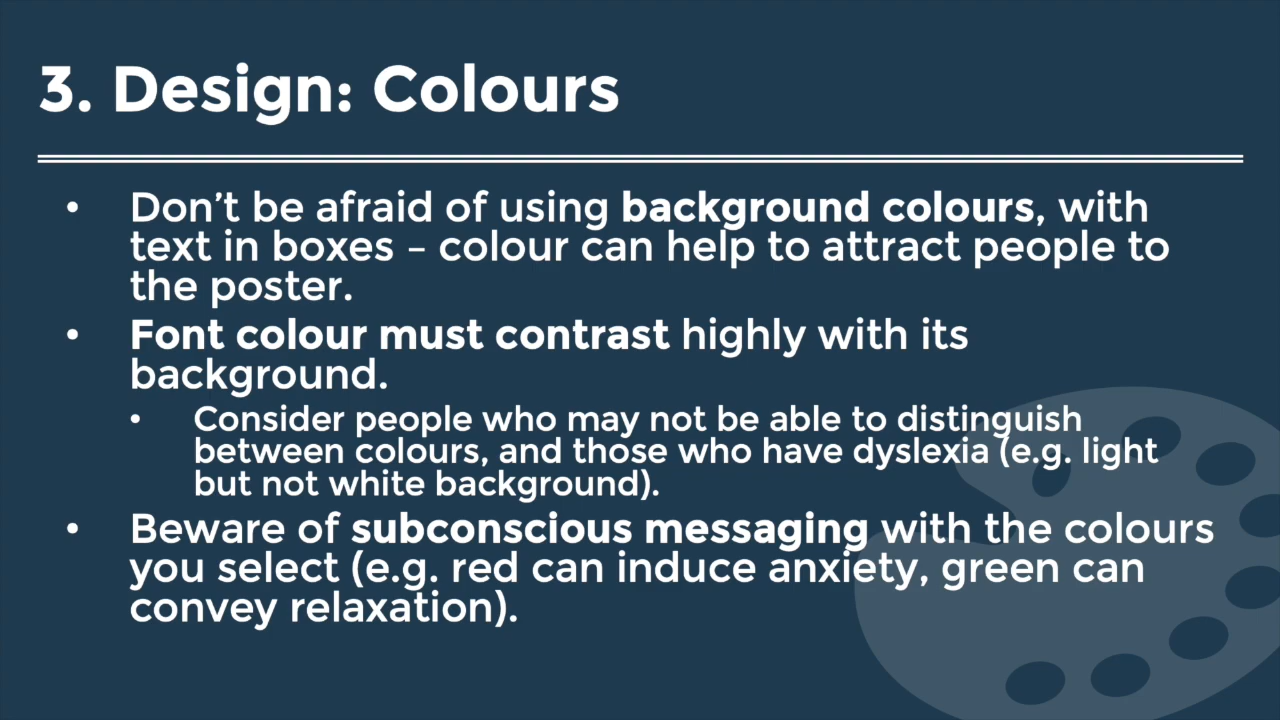 3. Design: Colours
• Don’t be afraid of using background colours, with
text in boxes – colour can help to attract people to
the poster.
• Font colour must contrast highly with its
background.
• Consider people who may not be able to distinguish
between colours, and those who have dyslexia (e.g. light
but not white background).
• Beware of subconscious messaging with the colours
you select (e.g. red can induce anxiety, green can
convey relaxation).